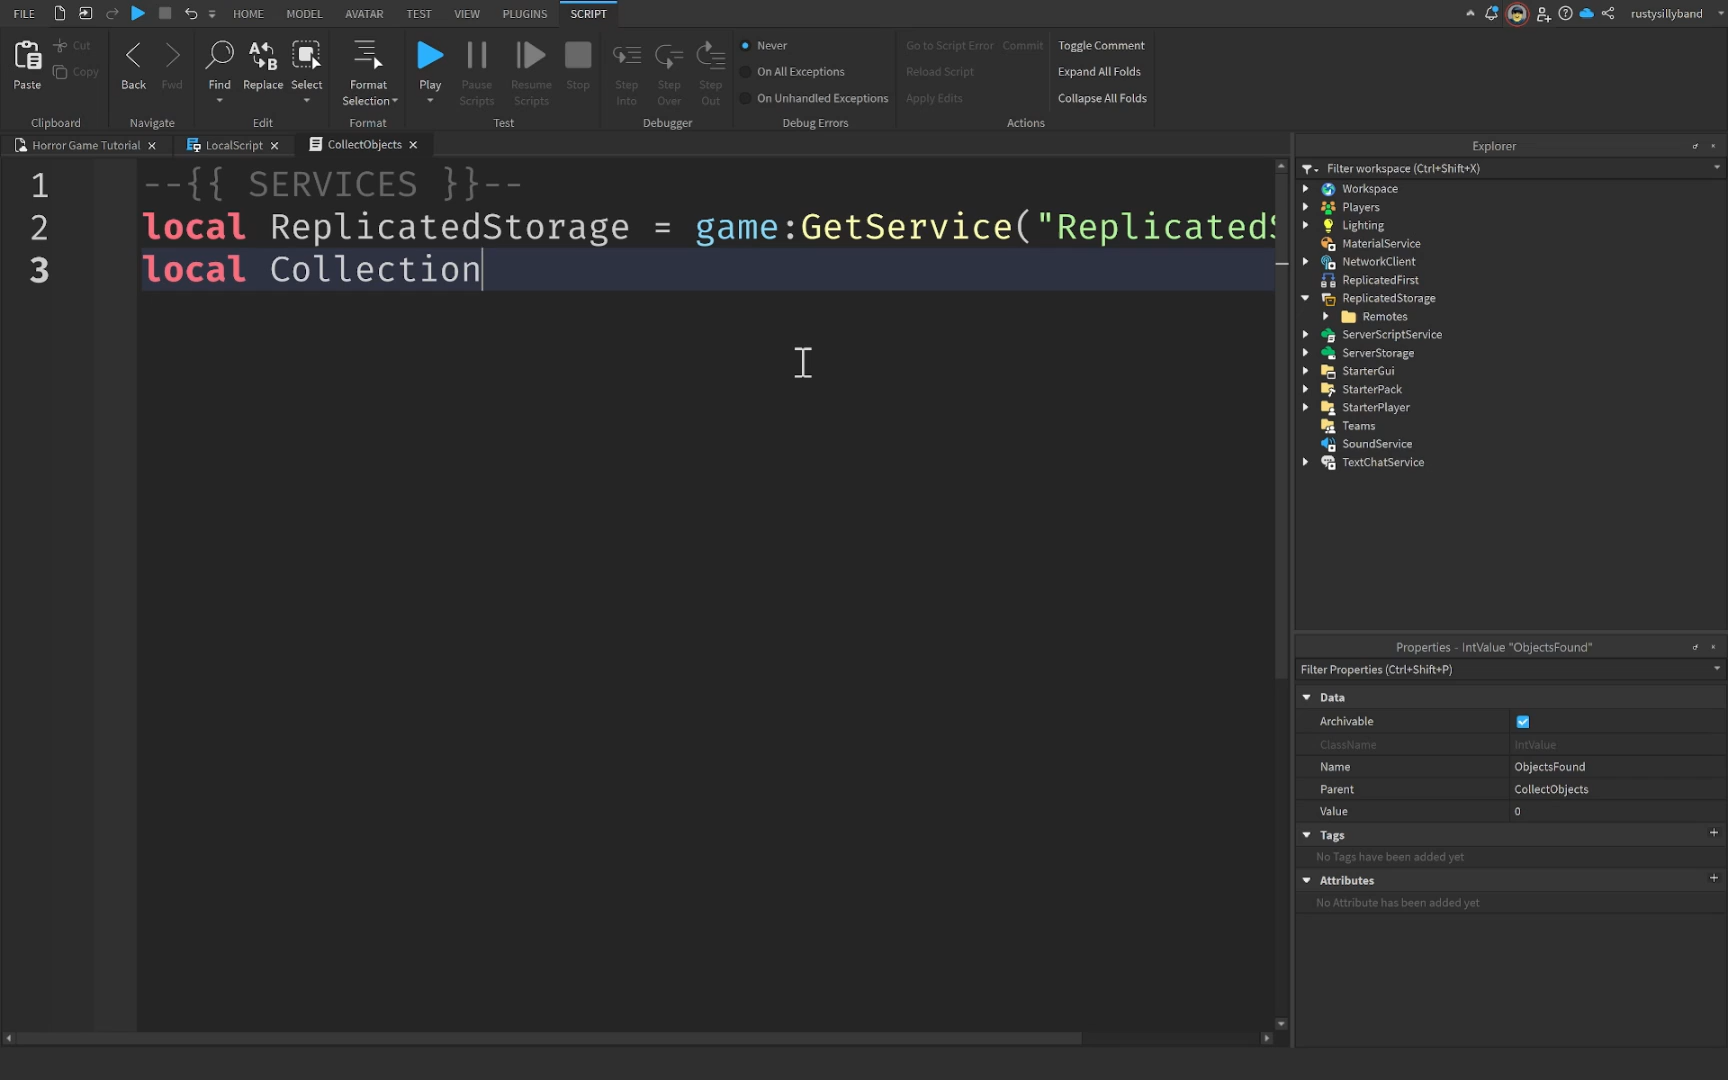 FILE HOME MODEL AVATAR TEST VIEW PLUGINS SCRIPT rustysillyband
Paste Cut Copy
Back Fwd
Find Replace Select
Format Selection
Play Pause Scripts Resume Scripts Stop
Step Into Step Over Step Out
Never
On All Exceptions
On Unhandled Exceptions
Go to Script Error Commit
Reload Script
Apply Edits
Toggle Comment
Expand All Folds
Collapse All Folds
Clipboard Navigate Edit Format Test Debugger Debug Errors Actions
Horror Game Tutorial LocalScript CollectObjects
1 --{{ SERVICES }}--
2 local ReplicatedStorage = game:GetService("ReplicatedS
3 local Collection
Explorer
Filter workspace (Ctrl+Shift+X)
Workspace
Players
Lighting
MaterialService
NetworkClient
ReplicatedFirst
ReplicatedStorage
Remotes
ServerScriptService
ServerStorage
StarterGui
StarterPack
StarterPlayer
Teams
SoundService
TextChatService
Properties - IntValue "ObjectsFound"
Filter Properties (Ctrl+Shift+P)
Data
Archivable
ClassName IntValue
Name ObjectsFound
Parent CollectObjects
Value 0
Tags +
No Tags have been added yet
Attributes +
No Attribute has been added yet